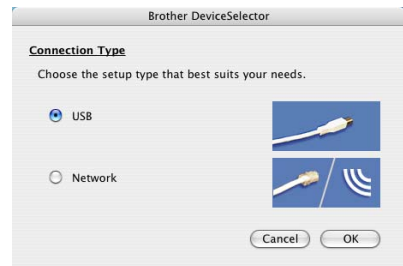 Brother DeviceSelector
Connection Type
Choose the setup type that best suits your needs.
USB
Network
Cancel OK